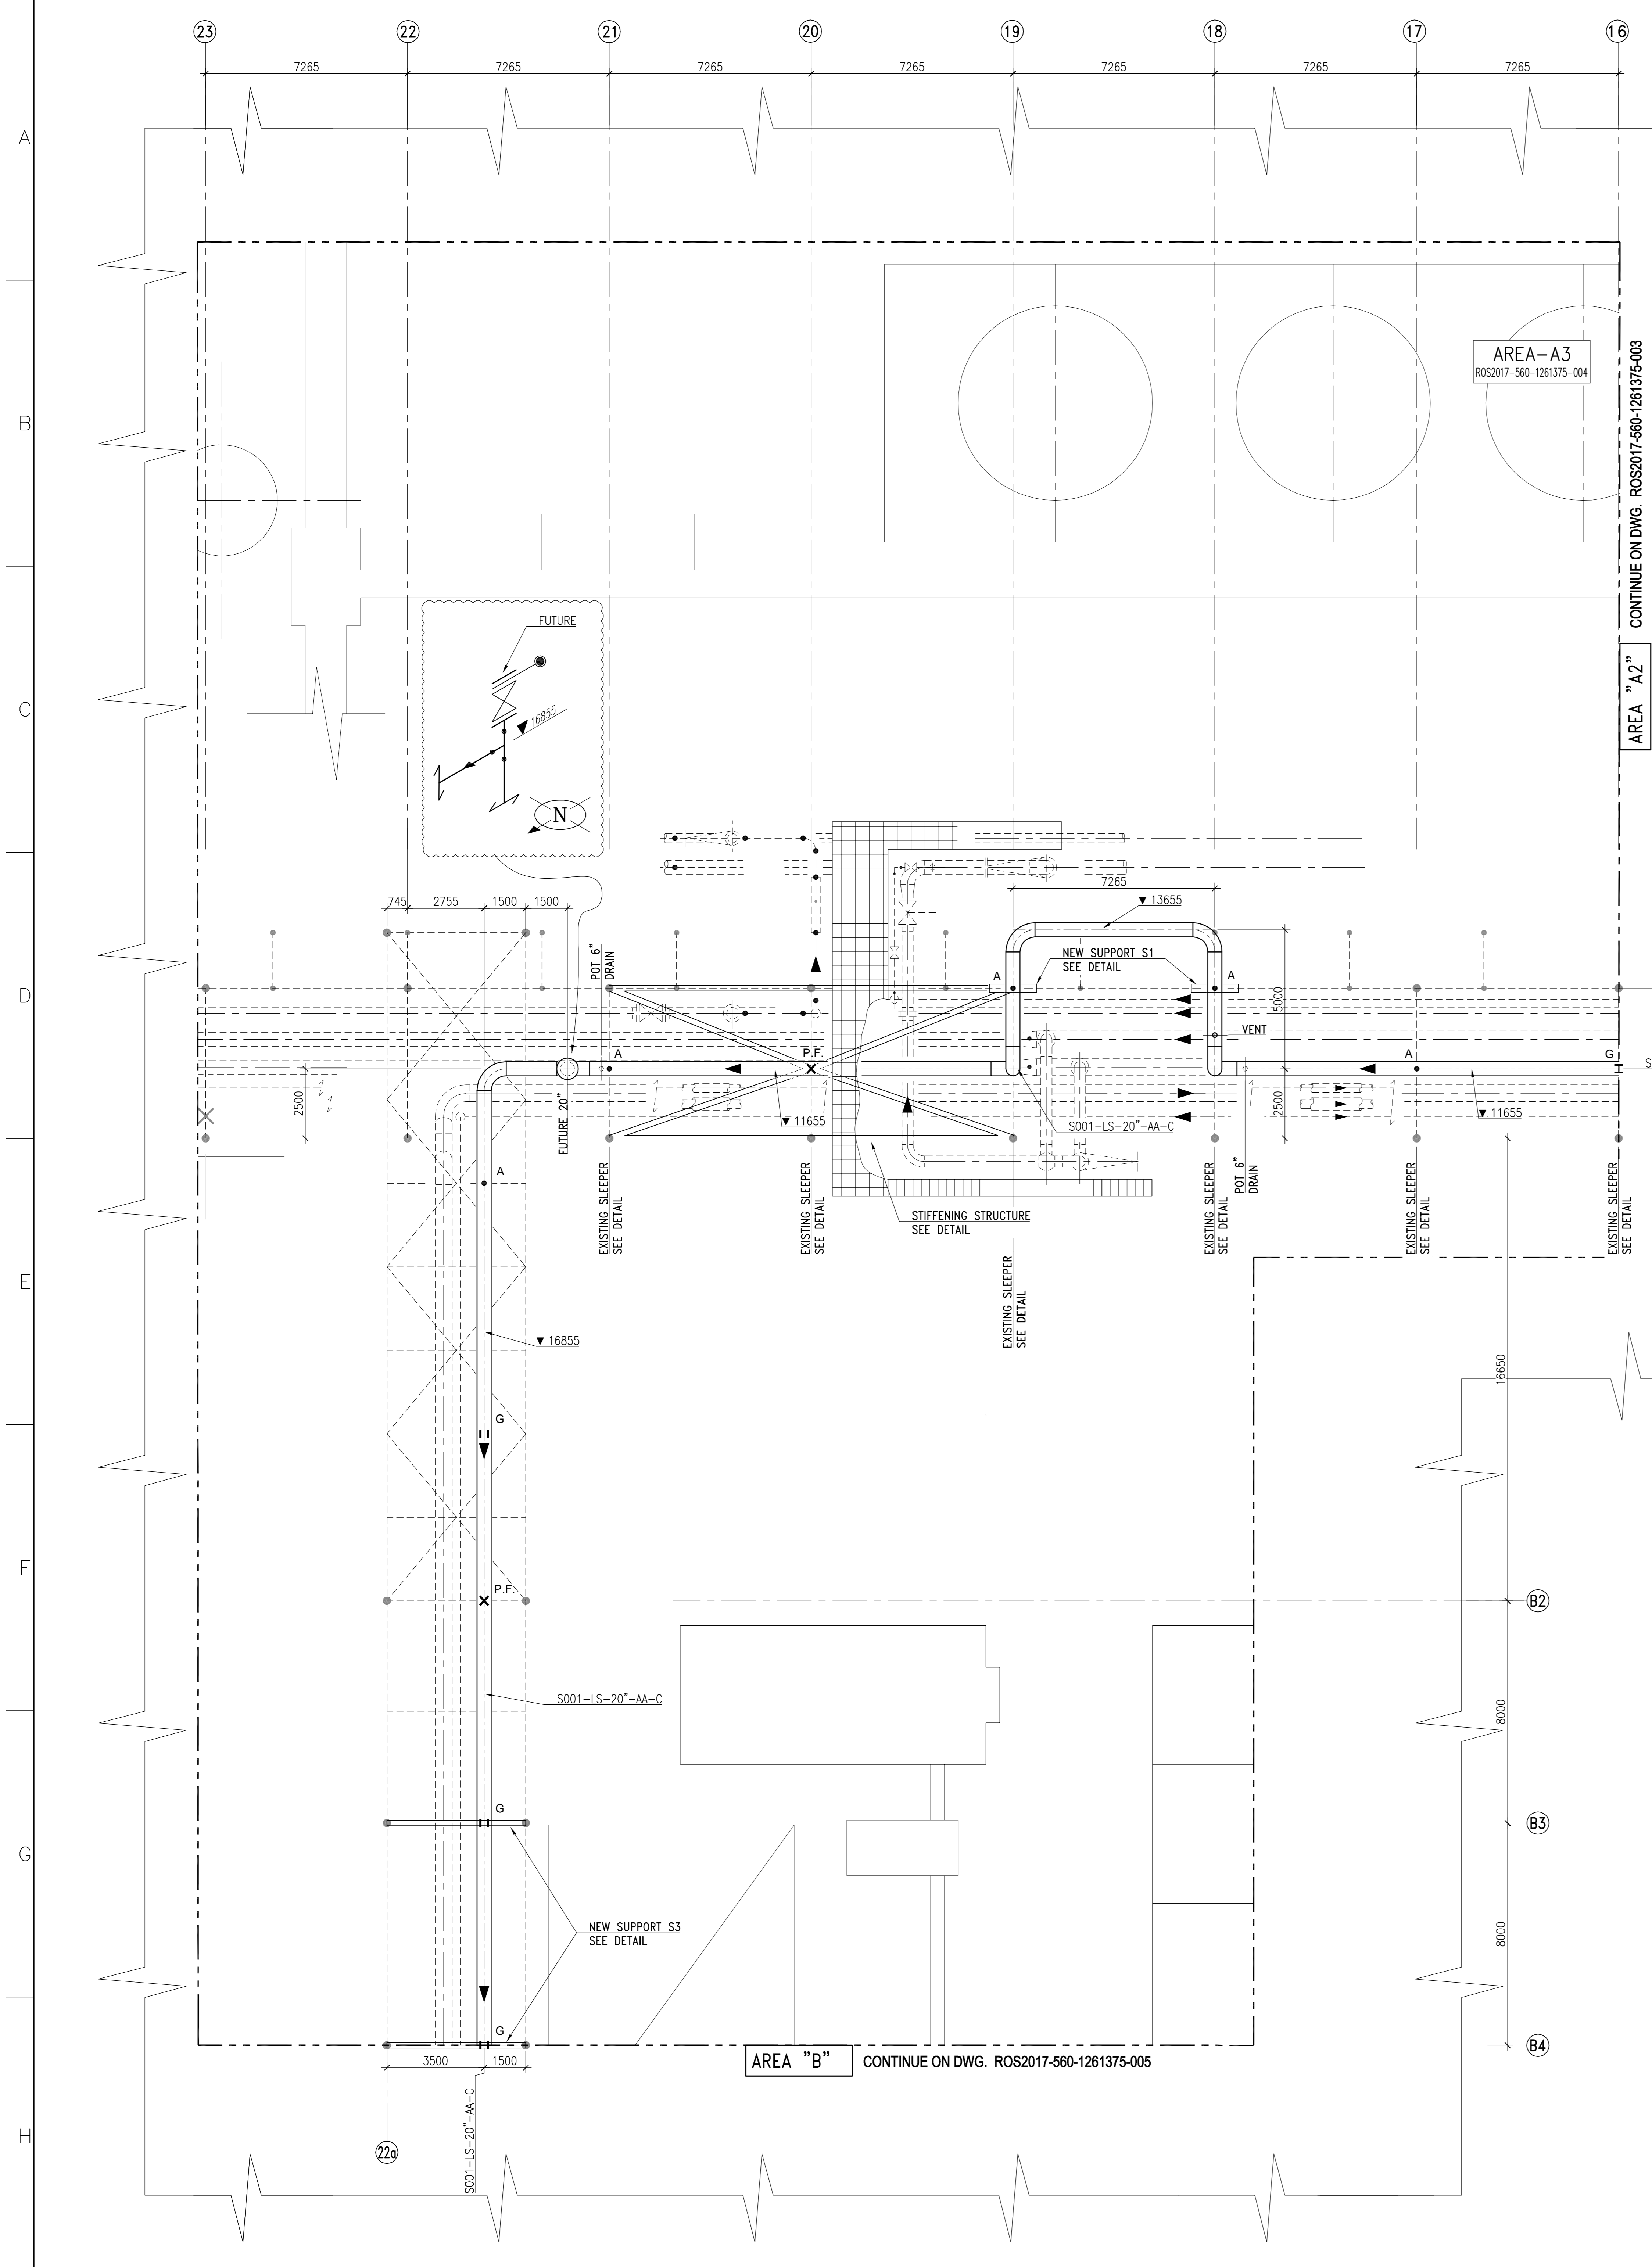 23
22
21
20
19
18
17
16
7265
7265
7265
7265
7265
7265
7265
A
B
C
D
E
F
G
H
AREA-A3
ROS2017-560-1261375-004
CONTINUE ON DWG. ROS2017-560-1261375-003
AREA "A2"
FUTURE
16855
N
7265
▼ 13655
745
2755
1500
1500
POT 6"
DRAIN
NEW SUPPORT S1
SEE DETAIL
A
A
5000
VENT
P.F.
A
A
G
S
2500
2500
FUTURE 20"
▼ 11655
▼ 11655
S001-LS-20"-AA-C
A
EXISTING SLEEPER
SEE DETAIL
EXISTING SLEEPER
SEE DETAIL
EXISTING SLEEPER
SEE DETAIL
EXISTING SLEEPER
SEE DETAIL
POT 6"
DRAIN
EXISTING SLEEPER
SEE DETAIL
EXISTING SLEEPER
SEE DETAIL
STIFFENING STRUCTURE
SEE DETAIL
▼ 16855
16650
G
P.F.
B2
S001-LS-20"-AA-C
8000
G
B3
NEW SUPPORT S3
SEE DETAIL
8000
G
B4
3500
1500
AREA "B"
CONTINUE ON DWG. ROS2017-560-1261375-005
S001-LS-20"-AA-C
22a